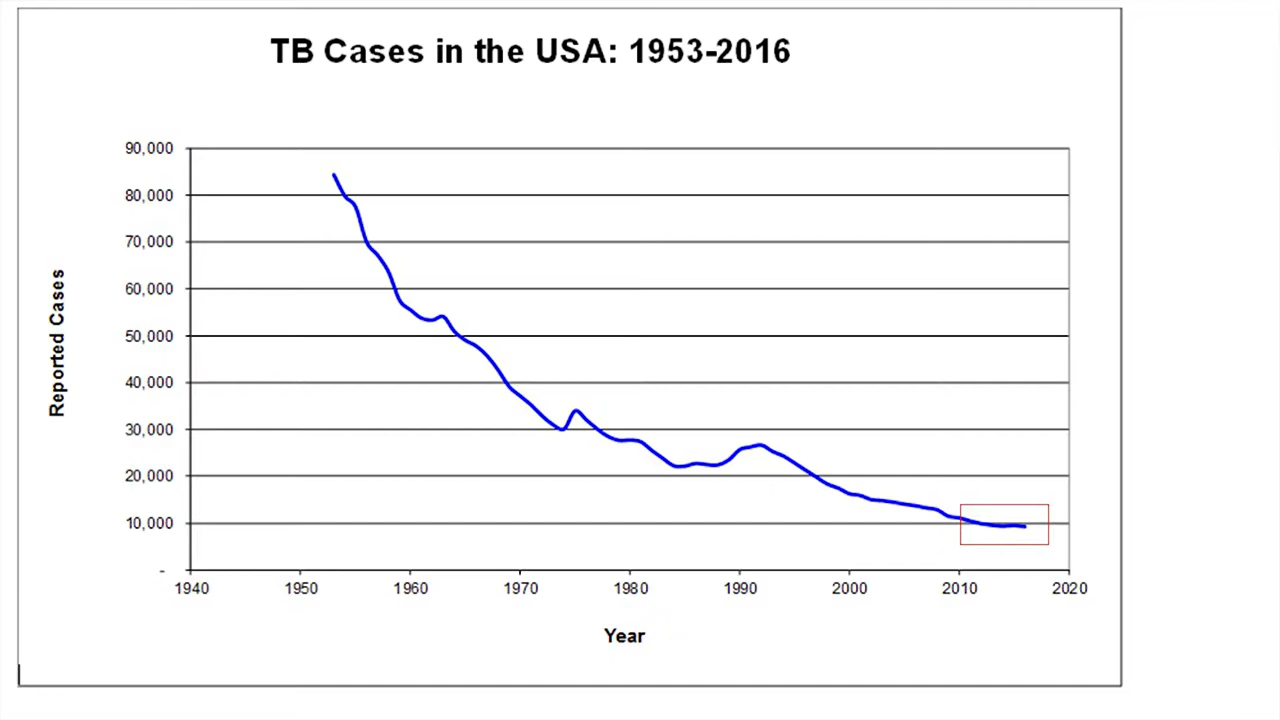 TB Cases in the USA: 1953-2016
90,000
80,000
70,000
60,000
50,000
40,000
30,000
20,000
10,000
-
Reported Cases
1940 1950 1960 1970 1980 1990 2000 2010 2020
Year